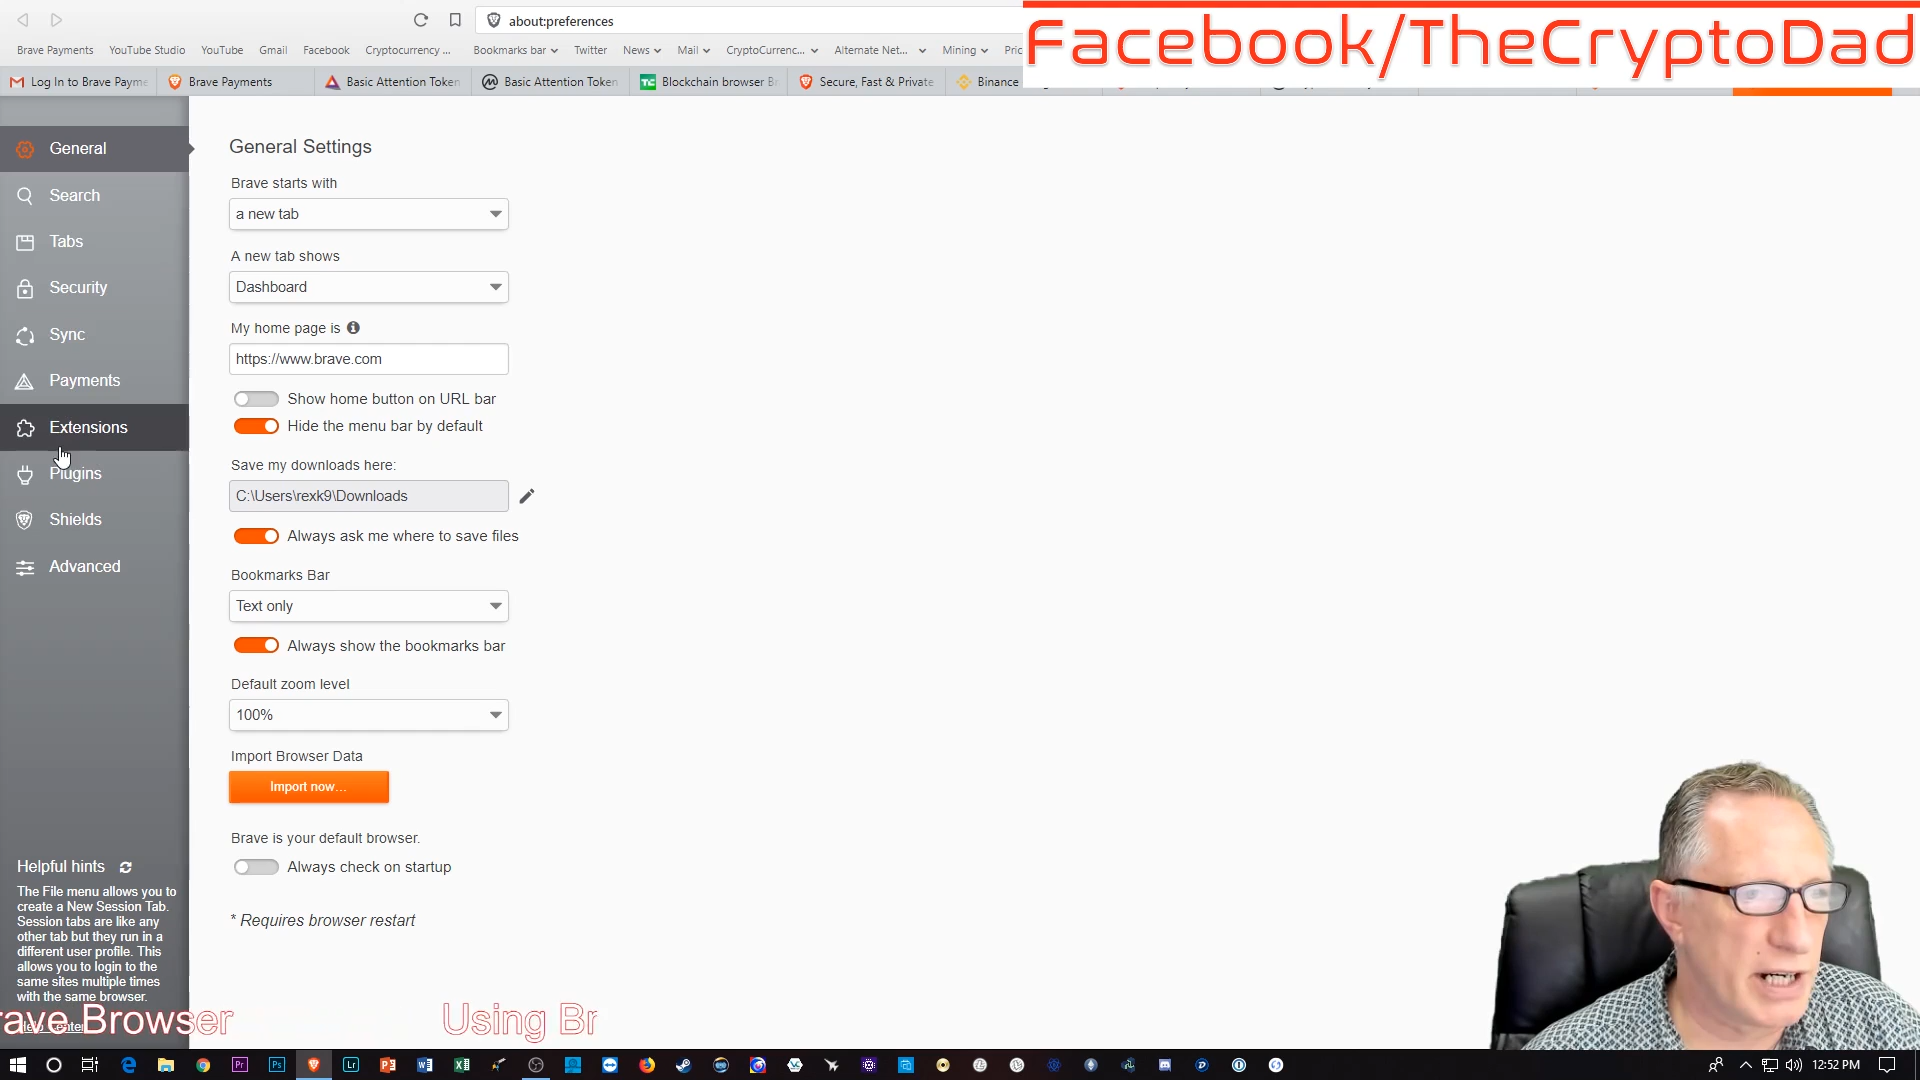 about:preferences
Facebook/TheCryptoDad
Brave Payments YouTube Studio YouTube Gmail Facebook Cryptocurrency ... Bookmarks bar Twitter News Mail CryptoCurrenc... Alternate Net... Mining
Log In to Brave Payme Brave Payments Basic Attention Token Basic Attention Token Blockchain browser Br Secure, Fast & Private Binance
General
Search
Tabs
Security
Sync
Payments
Extensions
Plugins
Shields
Advanced
General Settings
Brave starts with
a new tab
A new tab shows
Dashboard
My home page is
https://www.brave.com
Show home button on URL bar
Hide the menu bar by default
Save my downloads here:
C:\Users\rexk9\Downloads
Always ask me where to save files
Bookmarks Bar
Text only
Always show the bookmarks bar
Default zoom level
100%
Import Browser Data
Import now…
Brave is your default browser.
Always check on startup
* Requires browser restart
Helpful hints
The File menu allows you to
create a New Session Tab.
Session tabs are like any
other tab but they run in a
different user profile. This
allows you to login to the
same sites multiple times
with the same browser.
rave Browser Using Br
12:52 PM